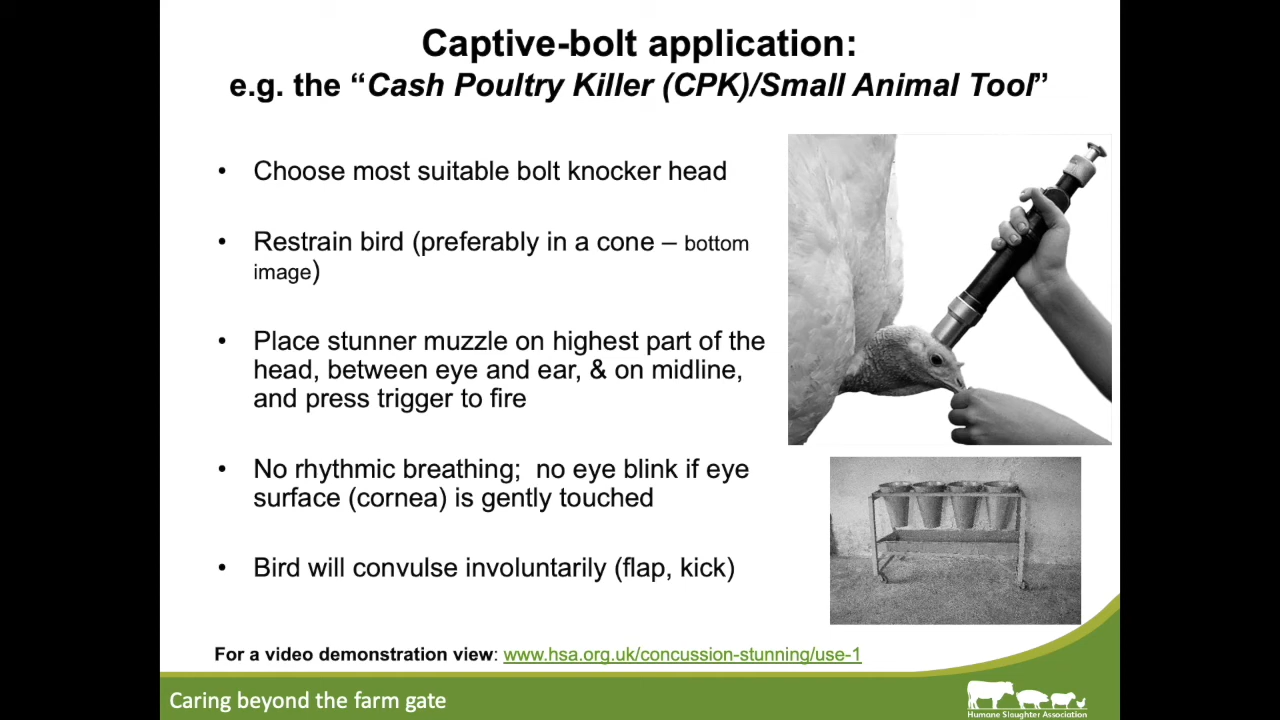 Captive-bolt application:
e.g. the “Cash Poultry Killer (CPK)/Small Animal Tool”
• Choose most suitable bolt knocker head
• Restrain bird (preferably in a cone – bottom
image)
• Place stunner muzzle on highest part of the
head, between eye and ear, & on midline,
and press trigger to fire
• No rhythmic breathing;  no eye blink if eye
surface (cornea) is gently touched
• Bird will convulse involuntarily (flap, kick)
For a video demonstration view: www.hsa.org.uk/concussion-stunning/use-1
Caring beyond the farm gate
Humane Slaughter Association